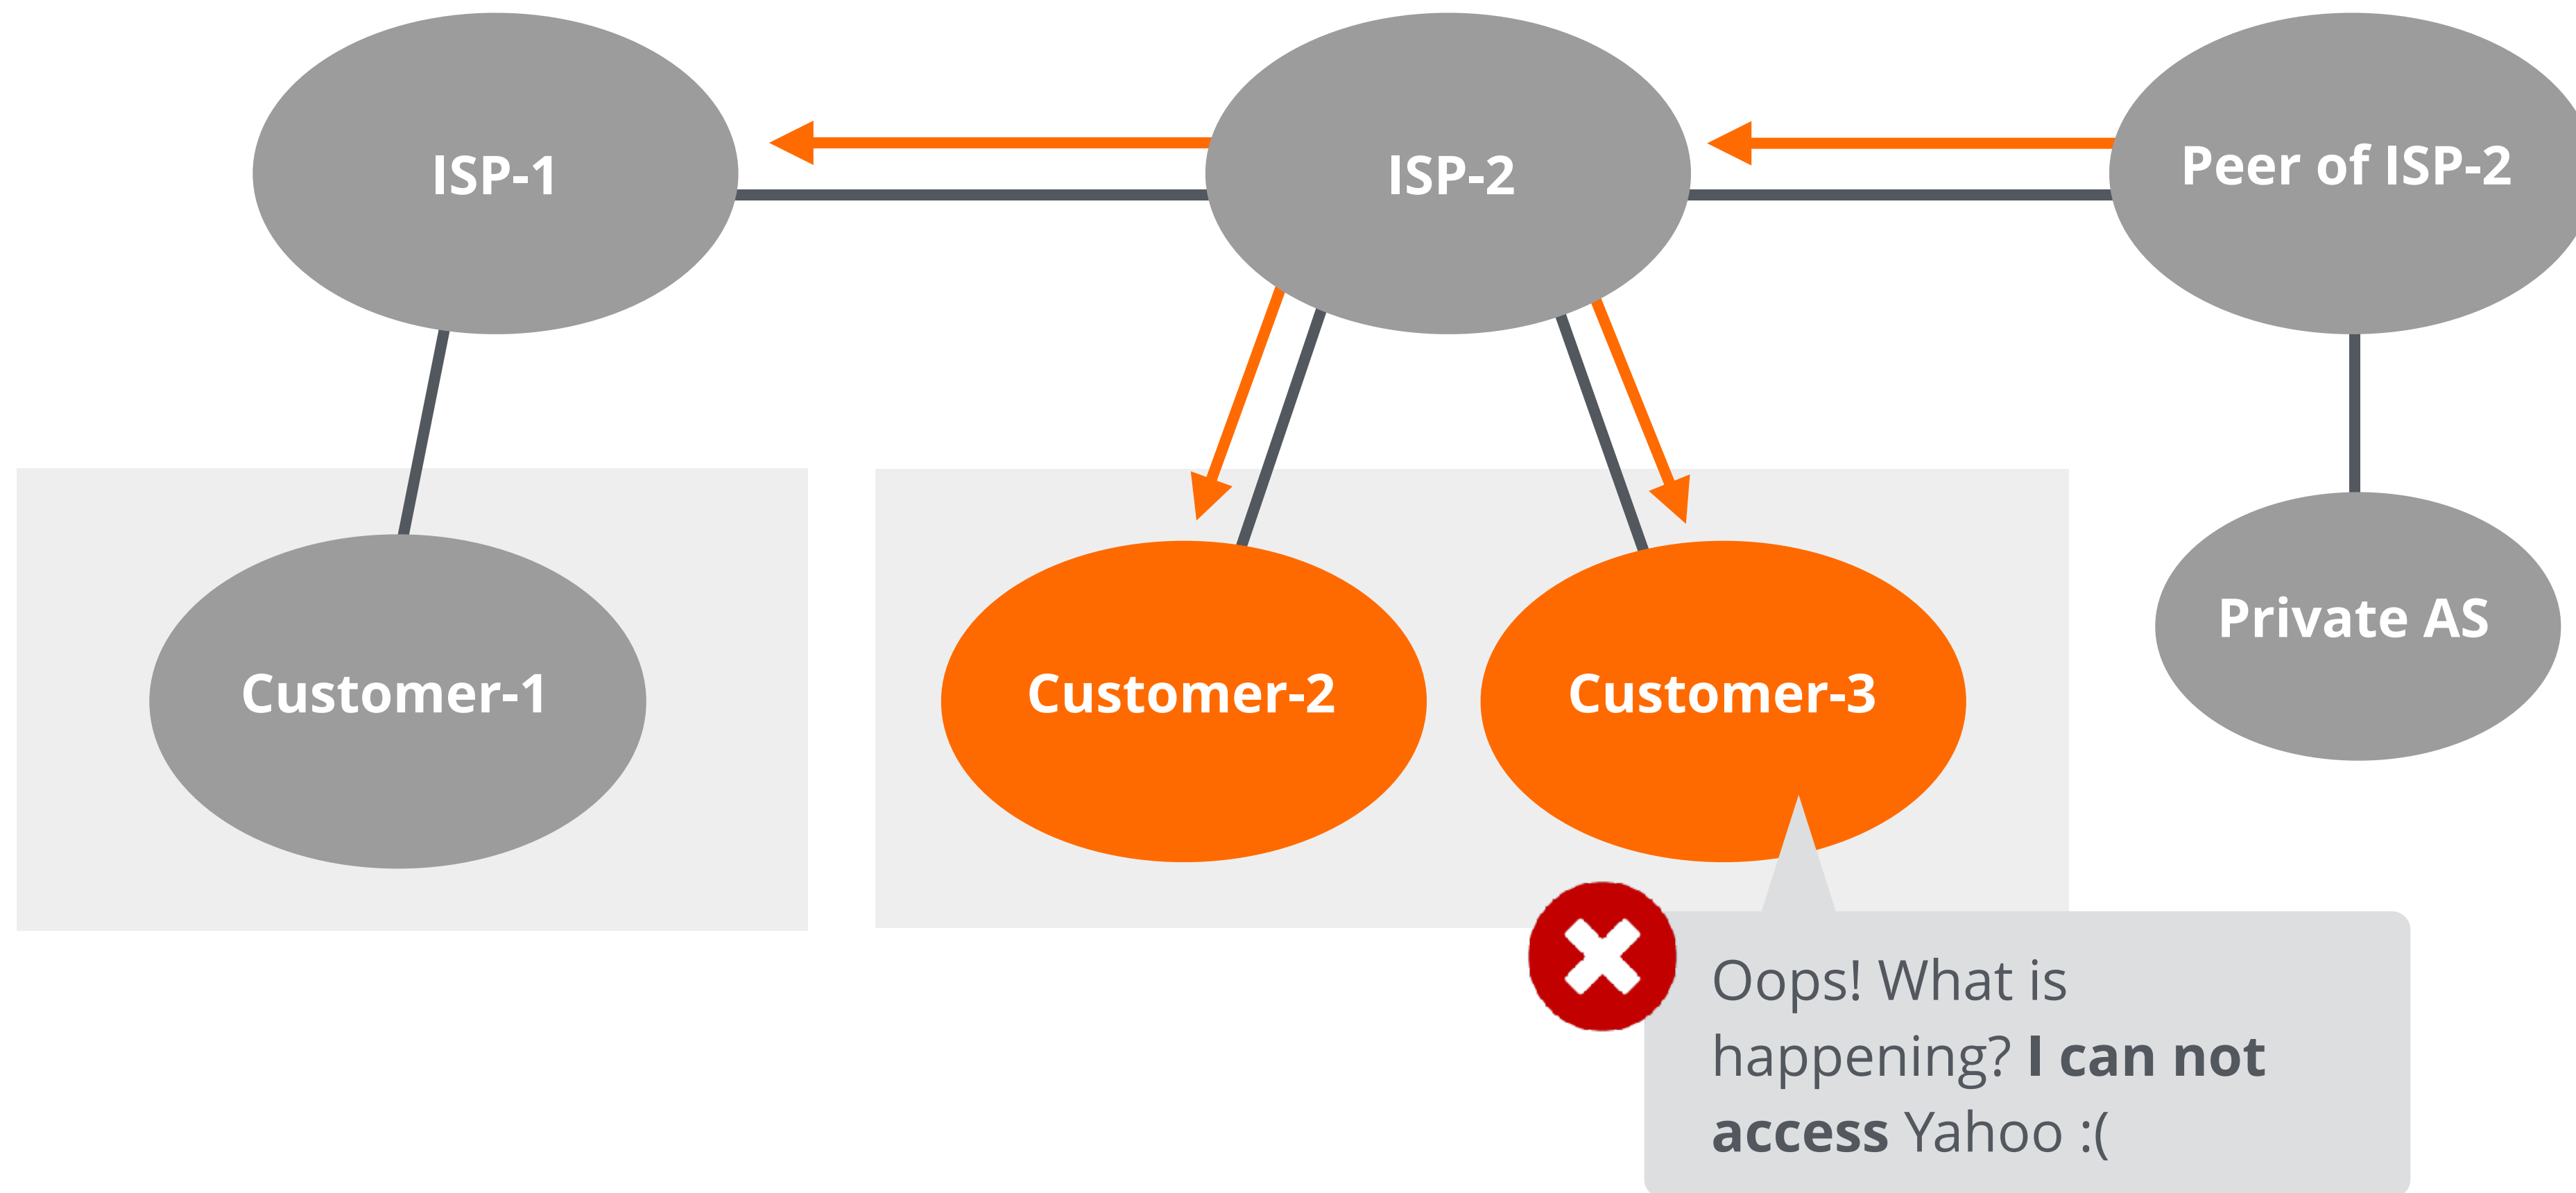 ISP-1
ISP-2
Peer of ISP-2
Private AS
Customer-1
Customer-2
Customer-3
Oops! What is
happening? I can not
access Yahoo :(